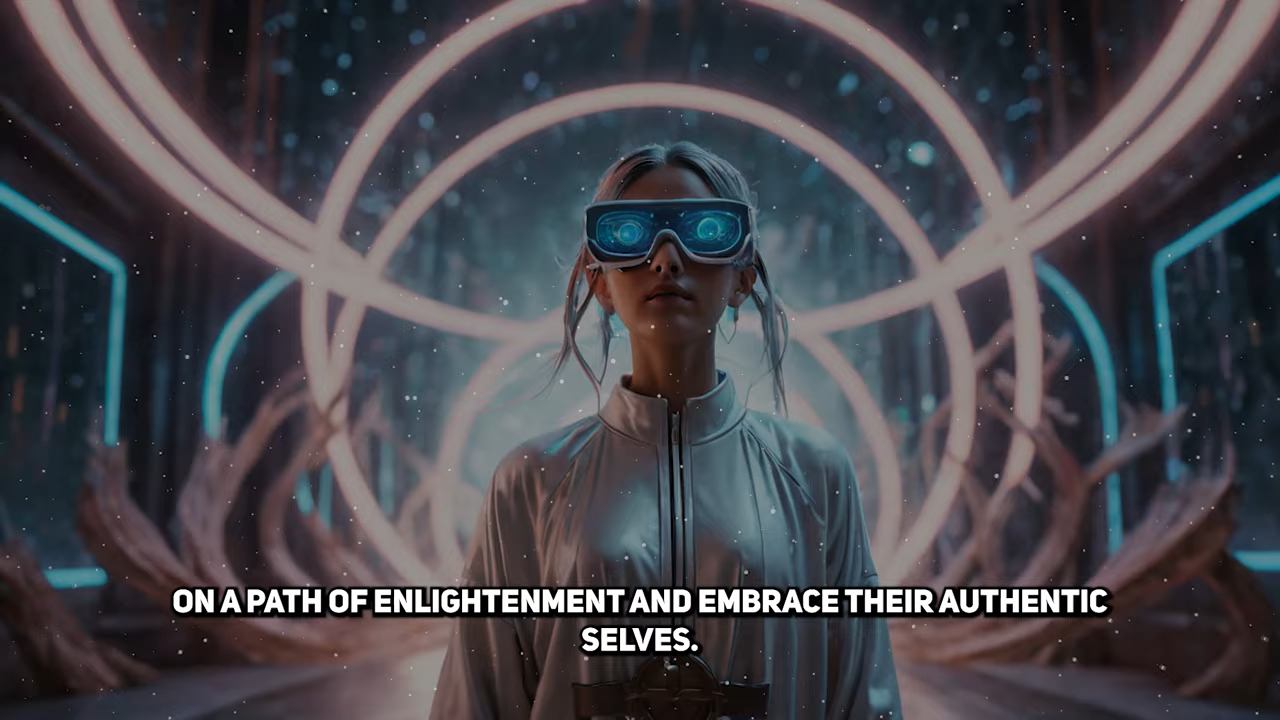 ON A PATH OF ENLIGHTENMENT AND EMBRACE THEIR AUTHENTIC
SELVES.